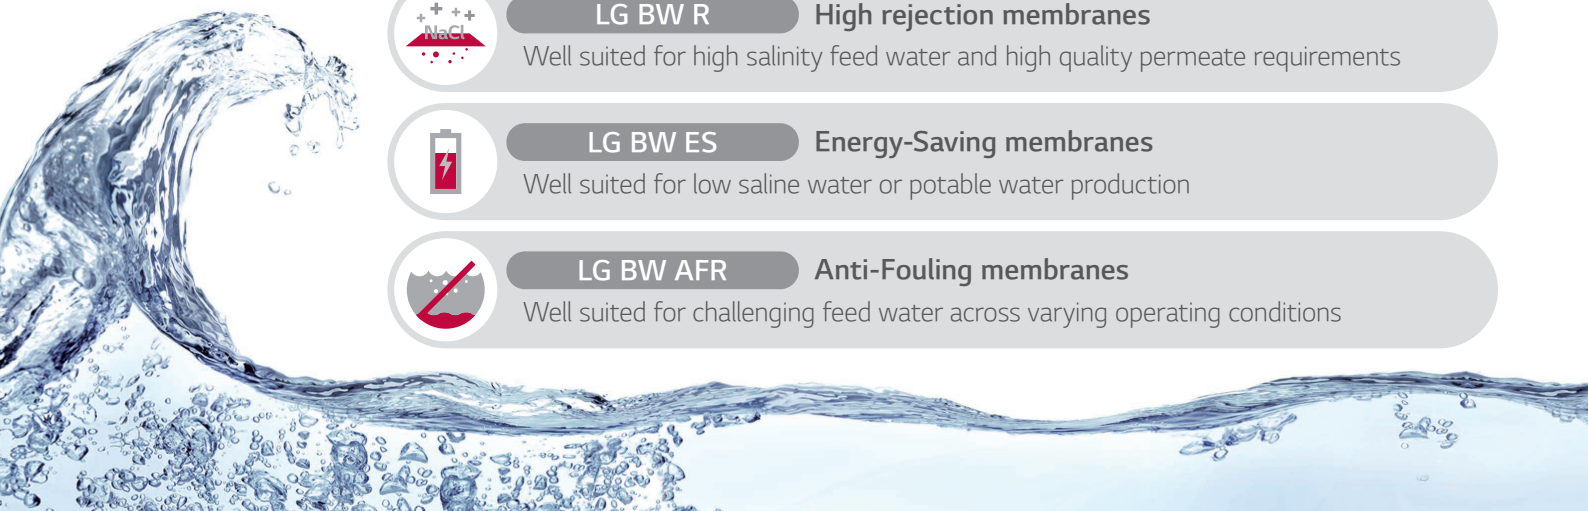 NaCl
LG BW R
High rejection membranes
Well suited for high salinity feed water and high quality permeate requirements
LG BW ES
Energy-Saving membranes
Well suited for low saline water or potable water production
LG BW AFR
Anti-Fouling membranes
Well suited for challenging feed water across varying operating conditions